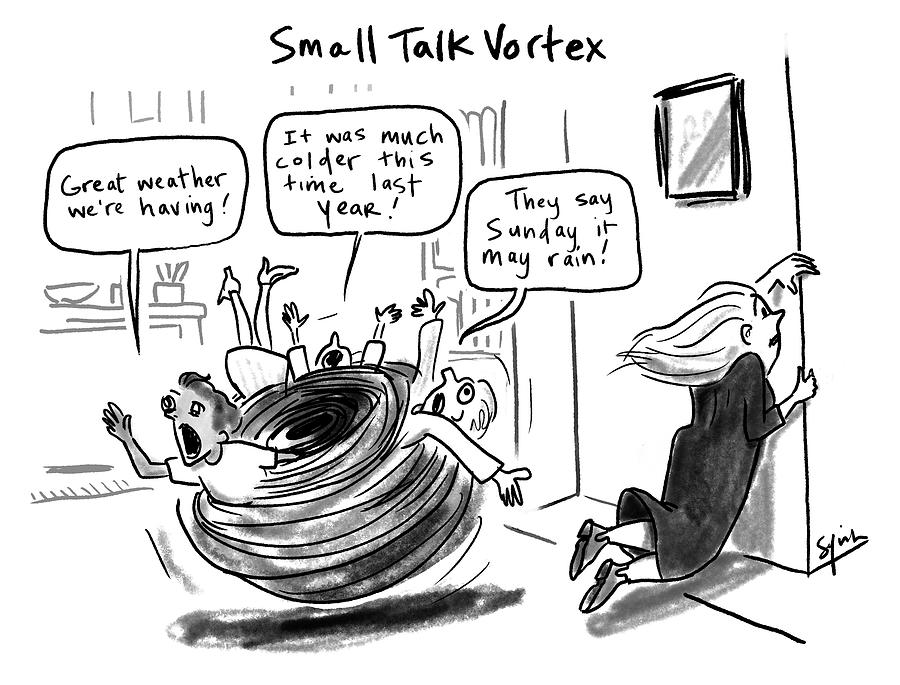 Small Talk Vortex
Great weather
we're having!
It was much
colder this
time last
year!
They say
Sunday it
may rain!